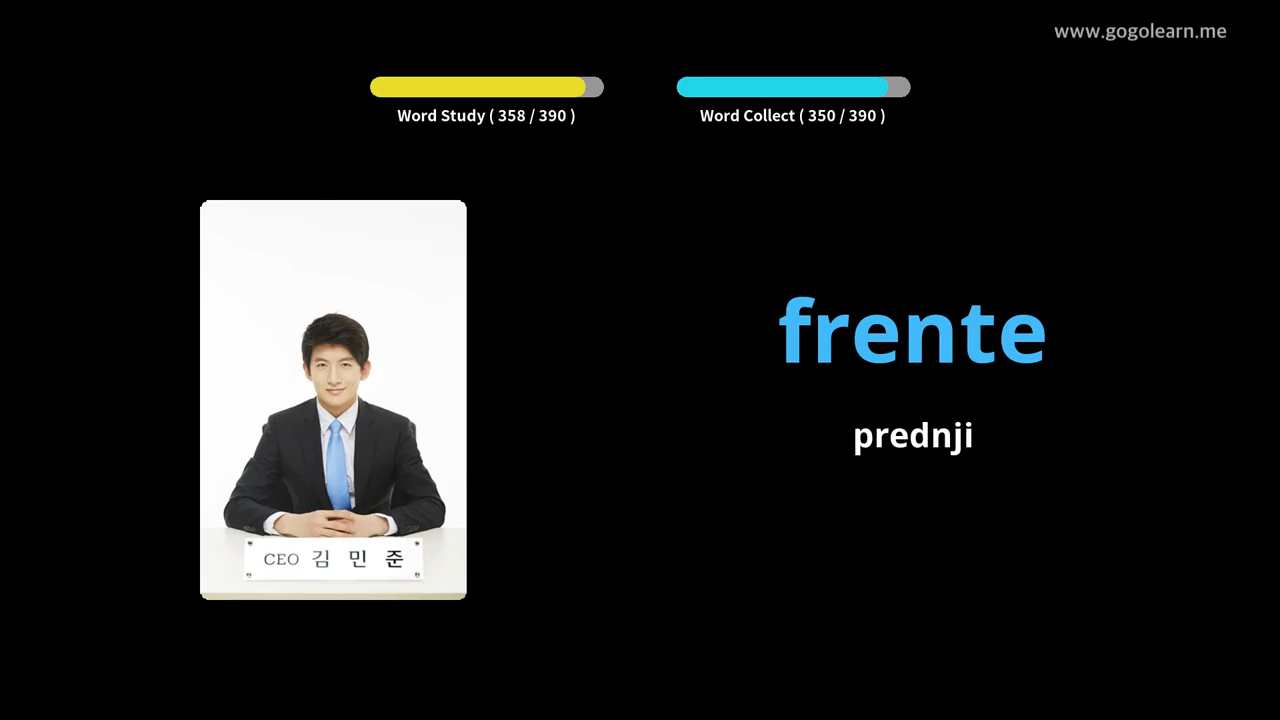 www.gogolearn.me
Word Study ( 358 / 390 )
Word Collect ( 350 / 390 )
frente
prednji
CEO 김 민 준